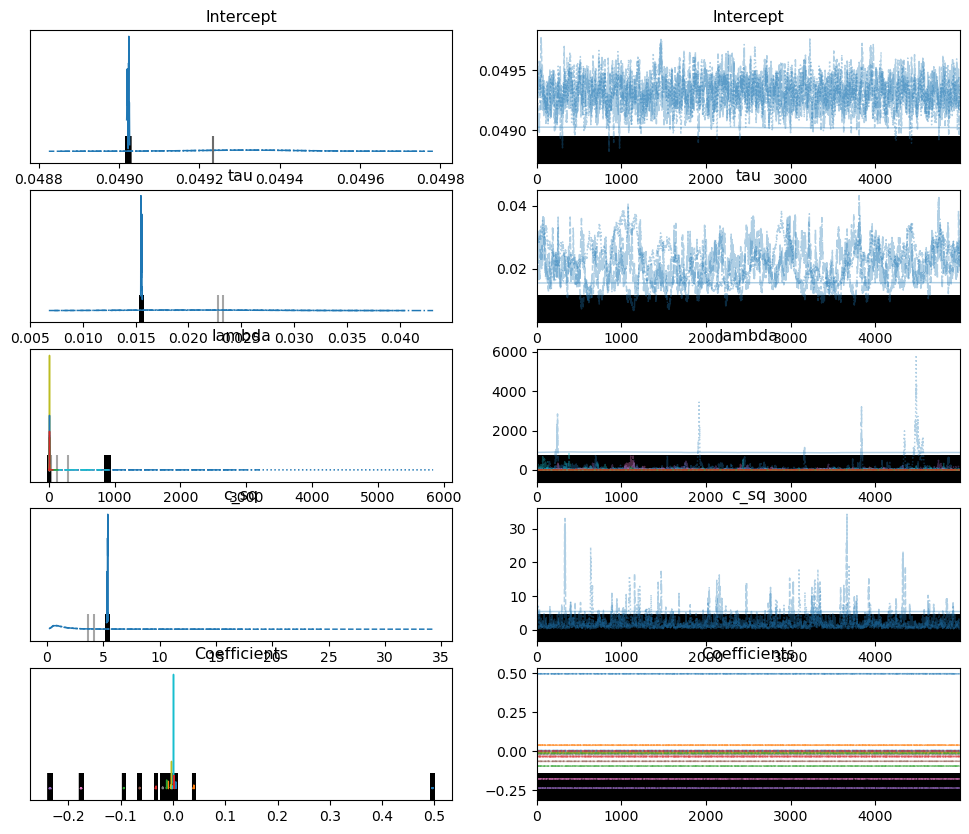 Intercept Intercept
0.0495
0.0490
0.0488 0.0490 0.0492 0.0494 0.0496 0.0498 0 1000 2000 3000 4000
tau tau
0.04
0.02
0.005 0.010 0.015 0.020 0.025 0.030 0.035 0.040 0 1000 2000 3000 4000
lambda lambda
6000
4000
2000
0
0 1000 2000 3000 4000 5000 6000 0 1000 2000 3000 4000
c_sq c_sq
30
20
10
0
0 5 10 15 20 25 30 35 0 1000 2000 3000 4000
Coefficients Coefficients
0.50
0.25
0.00
−0.25
−0.2 −0.1 0.0 0.1 0.2 0.3 0.4 0.5 0 1000 2000 3000 4000